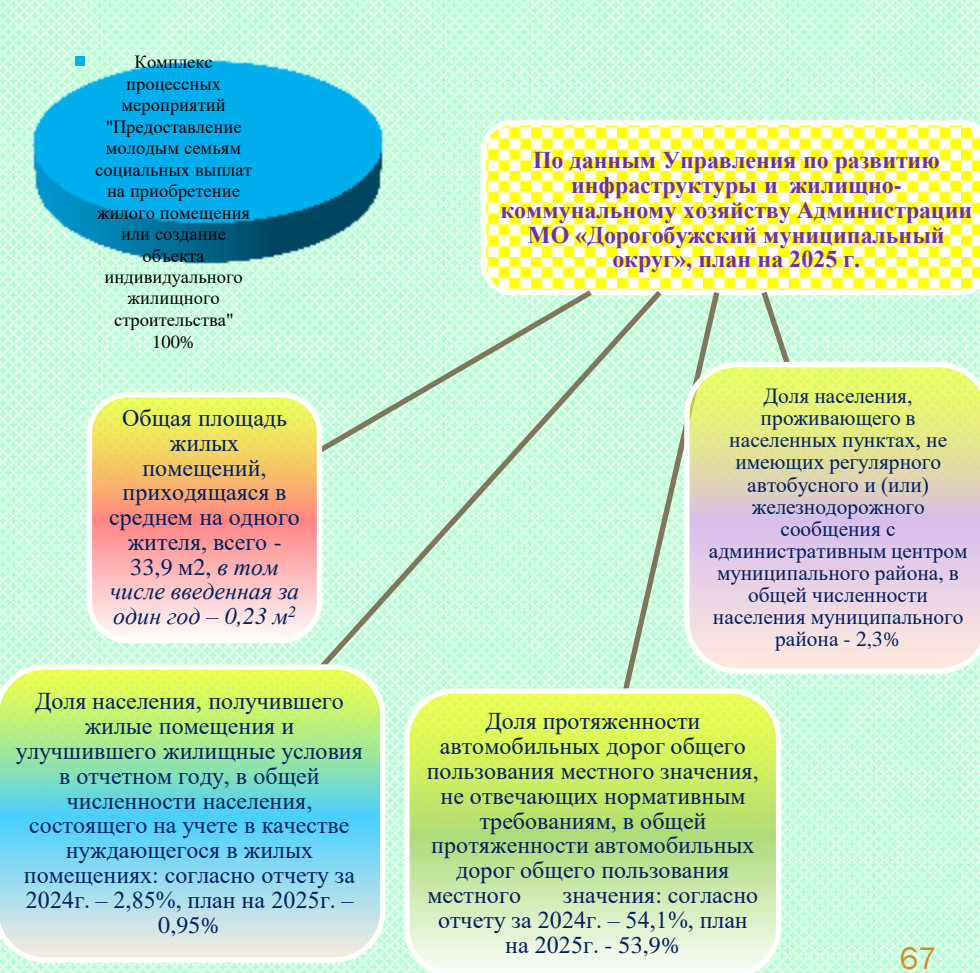 Комплекс
процессных
мероприятий
"Предоставление
молодым семьям
социальных выплат
на приобретение
жилого помещения
или создание
объекта
индивидуального
жилищного
строительства"
100%
По данным Управления по развитию
инфраструктуры и жилищно-
коммунальному хозяйству Администрации
МО «Дорогобужский муниципальный
округ», план на 2025 г.
Общая площадь
жилых
помещений,
приходящаяся в
среднем на одного
жителя, всего -
33,9 м2, в том
числе введенная за
один год – 0,23 м²
Доля населения,
проживающего в
населенных пунктах, не
имеющих регулярного
автобусного и (или)
железнодорожного
сообщения с
административным центром
муниципального района, в
общей численности
населения муниципального
района - 2,3%
Доля населения, получившего
жилые помещения и
улучшившего жилищные условия
в отчетном году, в общей
численности населения,
состоящего на учете в качестве
нуждающегося в жилых
помещениях: согласно отчету за
2024г. – 2,85%, план на 2025г. –
0,95%
Доля протяженности
автомобильных дорог общего
пользования местного значения,
не отвечающих нормативным
требованиям, в общей
протяженности автомобильных
дорог общего пользования
местного значения: согласно
отчету за 2024г. – 54,1%, план
на 2025г. - 53,9%
67